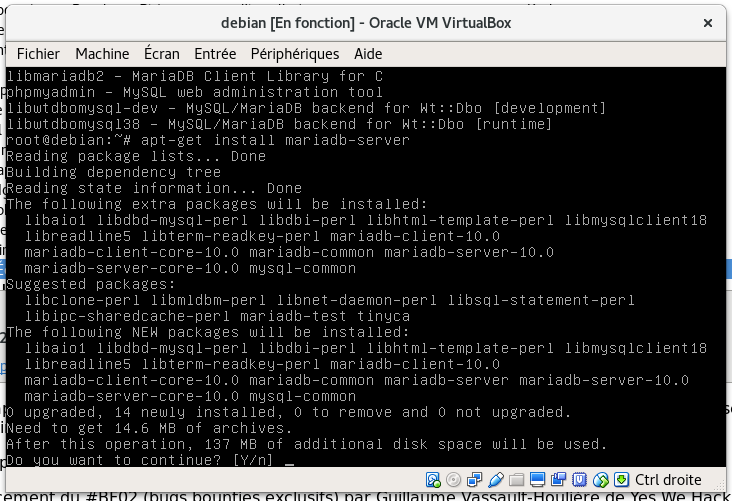 debian [En fonction] - Oracle VM VirtualBox
Fichier Machine Écran Entrée Périphériques Aide
libmariadb2 - MariaDB Client Library for C
phpmyadmin - MySQL web administration tool
libwtdbomysql-dev - MySQL/MariaDB backend for Wt::Dbo [development]
libwtdbomysql38 - MySQL/MariaDB backend for Wt::Dbo [runtime]
root@debian:~# apt-get install mariadb-server
Reading package lists... Done
Building dependency tree
Reading state information... Done
The following extra packages will be installed:
libaio1 libdbd-mysql-perl libdbi-perl libhtml-template-perl libmysqlclient18
libreadline5 libterm-readkey-perl mariadb-client-10.0
mariadb-client-core-10.0 mariadb-common mariadb-server-10.0
mariadb-server-core-10.0 mysql-common
Suggested packages:
libclone-perl libmldbm-perl libnet-daemon-perl libsql-statement-perl
libipc-sharedcache-perl mariadb-test tinyca
The following NEW packages will be installed:
libaio1 libdbd-mysql-perl libdbi-perl libhtml-template-perl libmysqlclient18
libreadline5 libterm-readkey-perl mariadb-client-10.0
mariadb-client-core-10.0 mariadb-common mariadb-server mariadb-server-10.0
mariadb-server-core-10.0 mysql-common
0 upgraded, 14 newly installed, 0 to remove and 0 not upgraded.
Need to get 14.6 MB of archives.
After this operation, 137 MB of additional disk space will be used.
Do you want to continue? [Y/n] _
Ctrl droite
cement du #BF02 (bugs bounties exclusifs) par Guillaume Vassault-Houlière de Yes We Hack